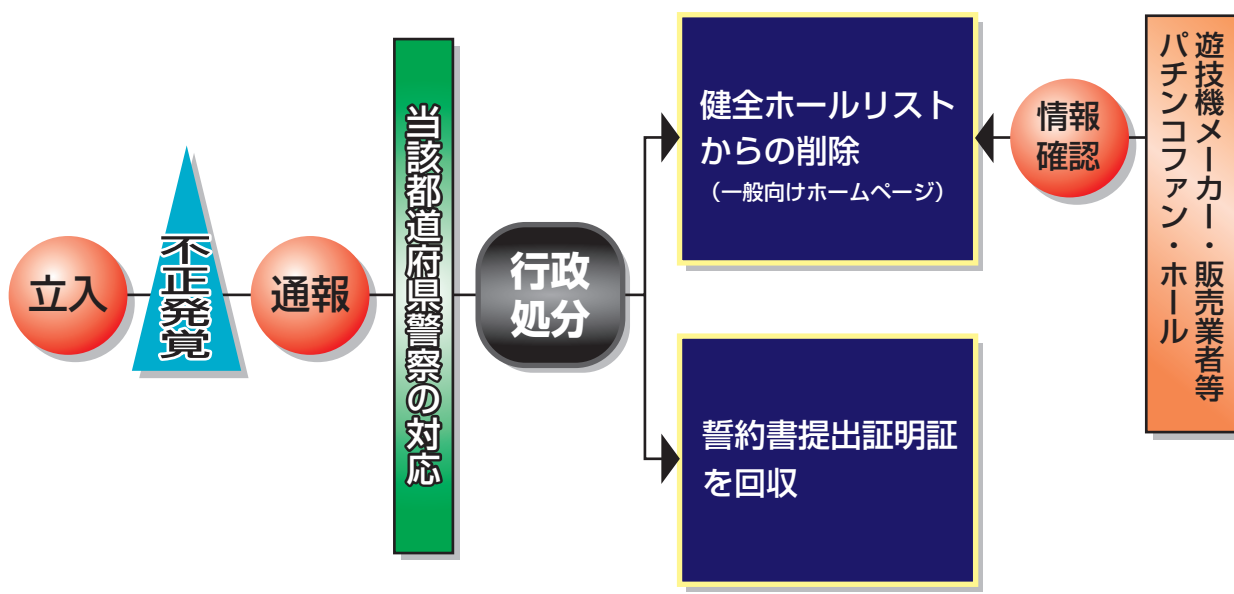 立入
不正発覚
通報
当該都道府県警察の対応
行政
処分
健全ホールリスト
からの削除
（一般向けホームページ）
誓約書提出証明証
を回収
情報
確認
遊技機メーカー・販売業者等
パチンコファン・ホール